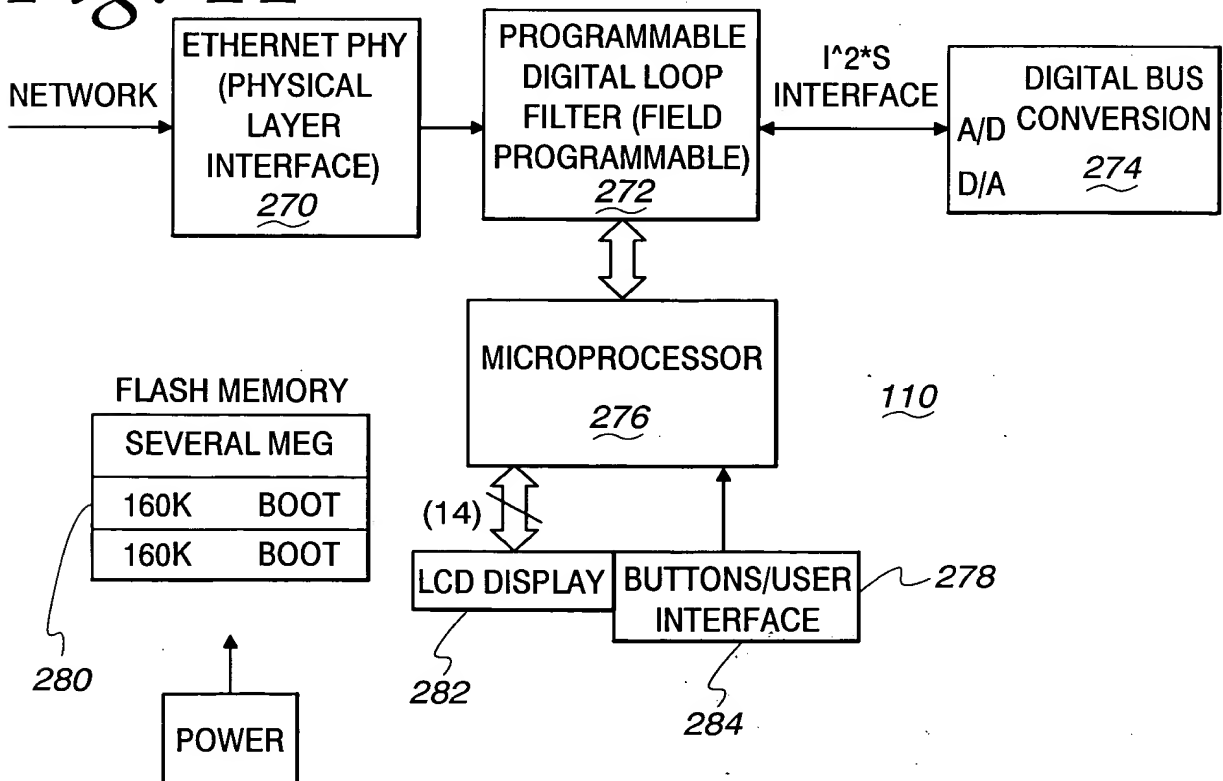 ETHERNET PHY
(PHYSICAL
LAYER
INTERFACE)
270
PROGRAMMABLE
DIGITAL LOOP
FILTER (FIELD
PROGRAMMABLE)
272
I^2*S
INTERFACE
DIGITAL BUS
CONVERSION
A/D
D/A
274
NETWORK
MICROPROCESSOR
276
110
FLASH MEMORY
SEVERAL MEG
160K BOOT
160K BOOT
280
(14)
LCD DISPLAY
282
BUTTONS/USER
INTERFACE
278
284
POWER